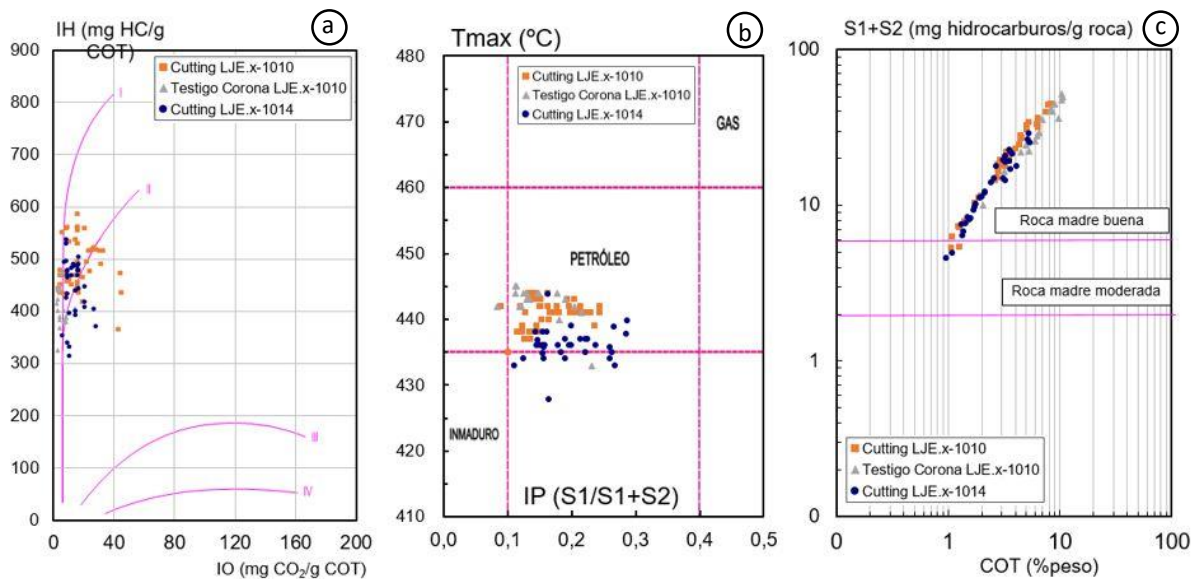 IH (mg HC/g
COT)
a
900
800
700
600
500
400
300
200
100
0
0
40
80
120
160
200
IO (mg CO₂/g COT)
Cutting LJE.x-1010
Testigo Corona LJE.x-1010
Cutting LJE.x-1014
I
II
III
IV
Tmax (ºC)
b
480
470
460
450
440
430
420
410
0,0
0,1
0,2
0,3
0,4
0,5
Cutting LJE.x-1010
Testigo Corona LJE.x-1010
Cutting LJE.x-1014
GAS
PETRÓLEO
INMADURO
IP (S1/S1+S2)
S1+S2 (mg hidrocarburos/g roca)
c
100
10
1
0
0
0
1
10
100
COT (%peso)
Roca madre buena
Roca madre moderada
Cutting LJE.x-1010
Testigo Corona LJE.x-1010
Cutting LJE.x-1014